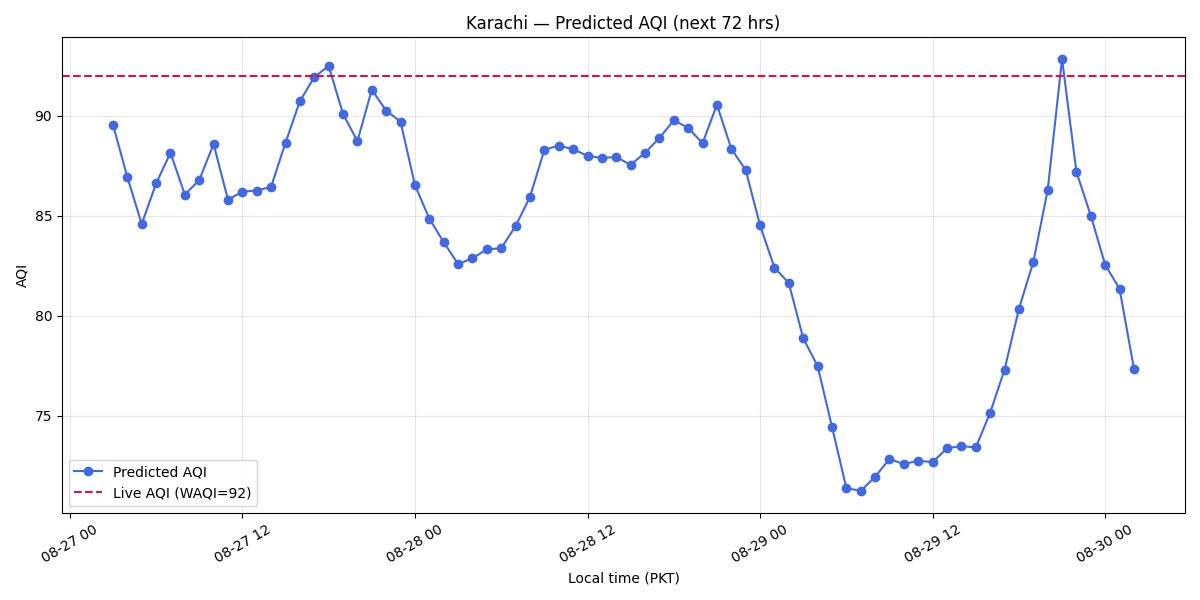 Karachi — Predicted AQI (next 72 hrs)
AQI
90
85
80
75
Predicted AQI
Live AQI (WAQI=92)
08-27 00
08-27 12
08-28 00
08-28 12
08-29 00
08-29 12
08-30 00
Local time (PKT)